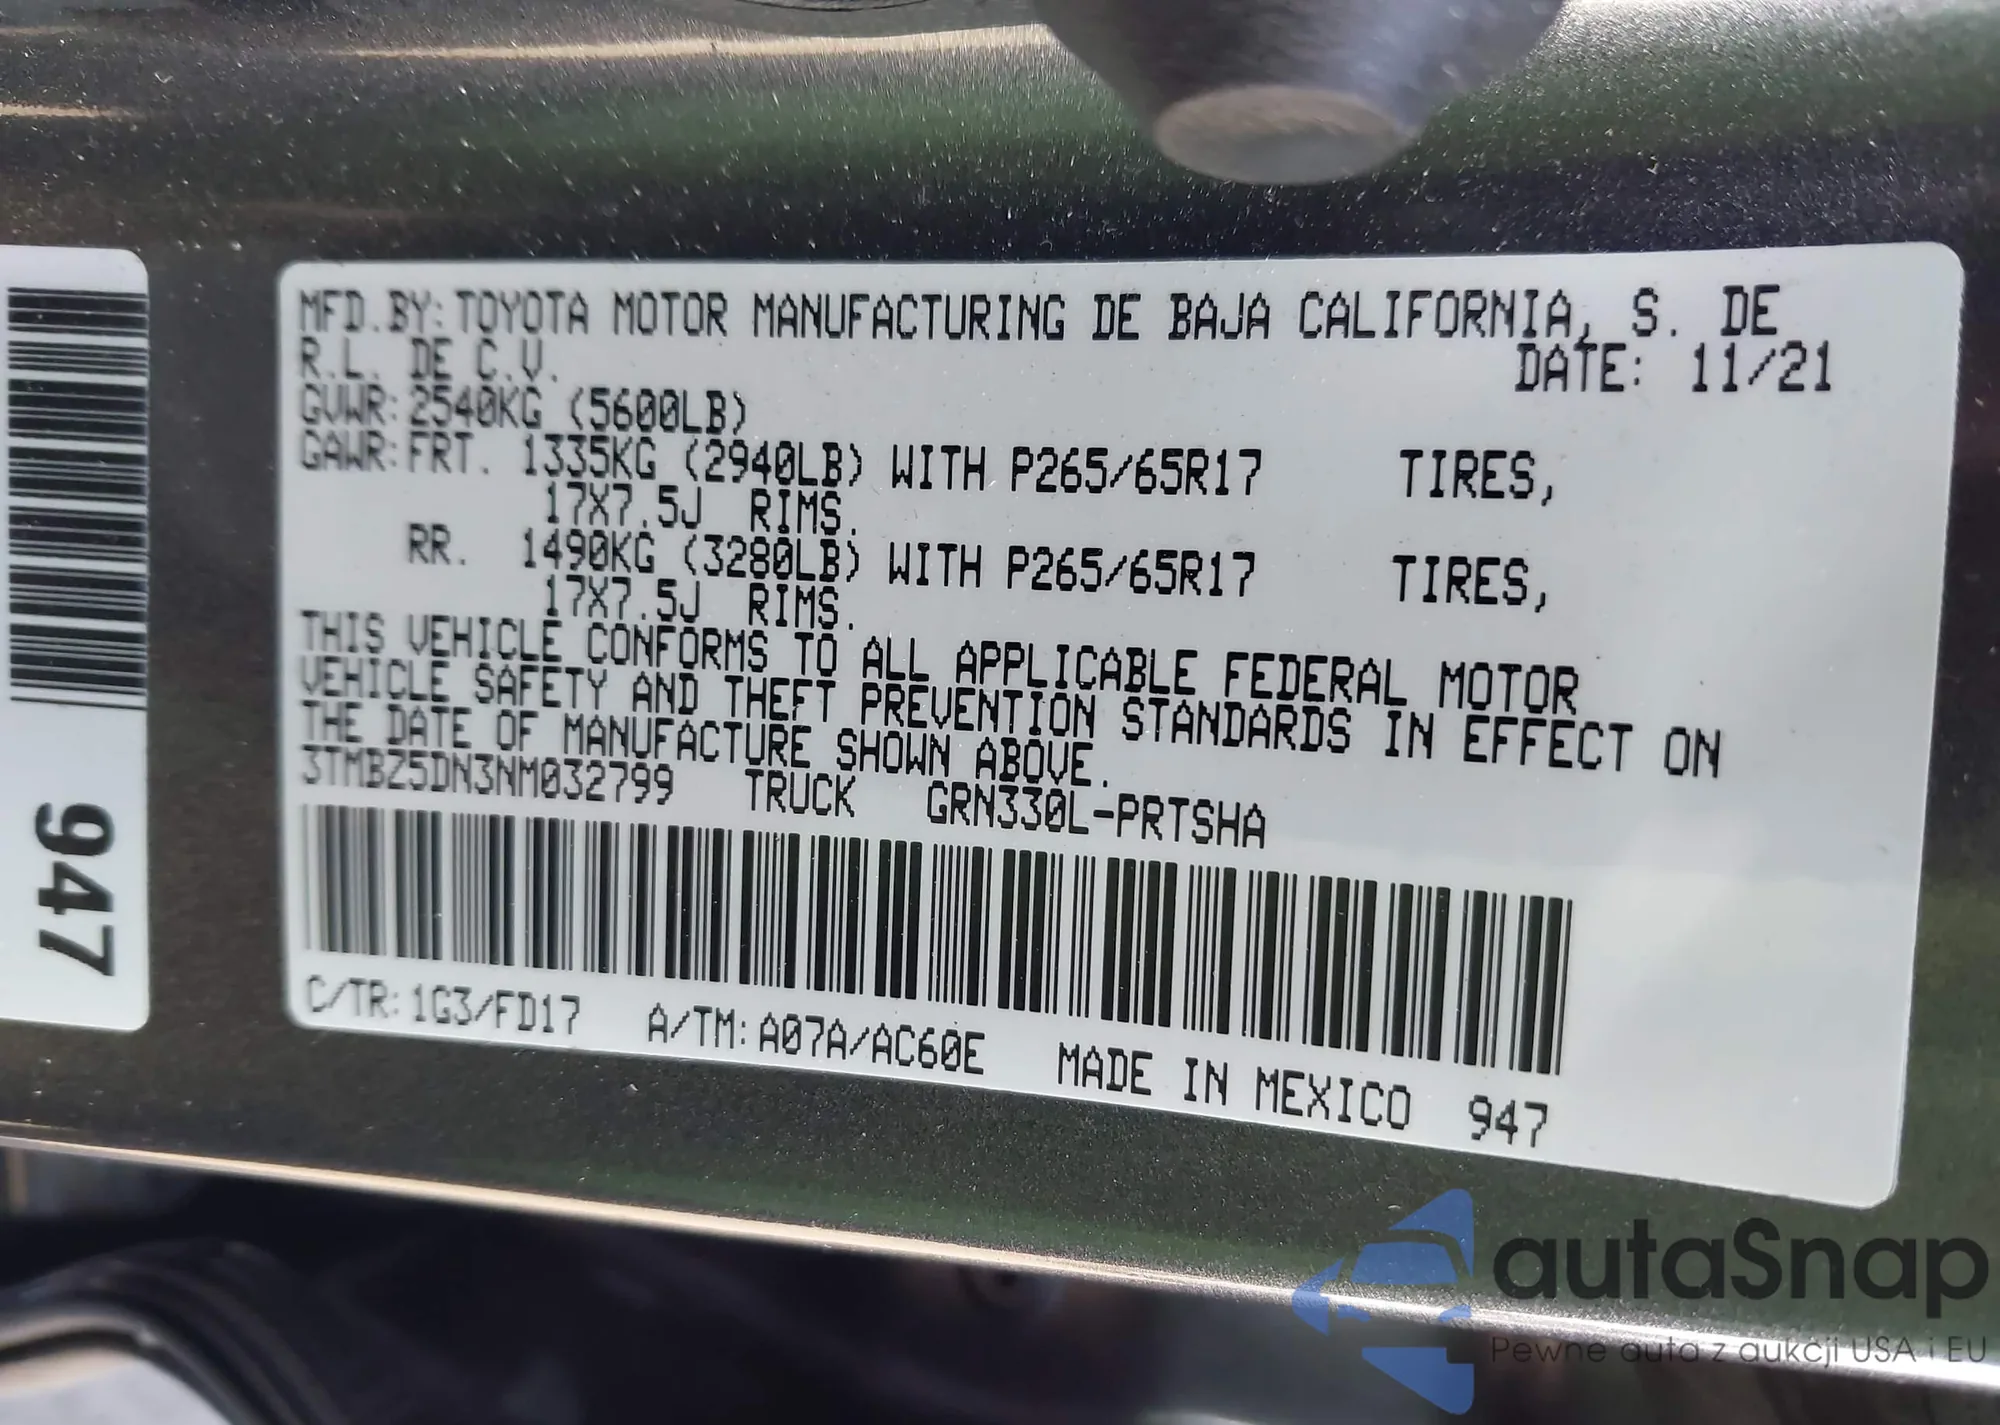 MFD.BY: TOYOTA MOTOR MANUFACTURING DE BAJA CALIFORNIA, S. DE
R.L. DE C.V.
DATE: 11/21
GVWR: 2540KG (5600LB)
GAWR: FRT. 1335KG (2940LB) WITH P265/65R17 TIRES,
17X7.5J RIMS.
RR. 1490KG (3280LB) WITH P265/65R17 TIRES,
17X7.5J RIMS.
THIS VEHICLE CONFORMS TO ALL APPLICABLE FEDERAL MOTOR
VEHICLE SAFETY AND THEFT PREVENTION STANDARDS IN EFFECT ON
THE DATE OF MANUFACTURE SHOWN ABOVE.
3TMBZ5DN3NM032799 TRUCK GRN330L-PRTSHA
C/TR: 1G3/FD17 A/TM: A07A/AC60E MADE IN MEXICO 947
947
autaSnap
Pewne auta z aukcji USA i EU